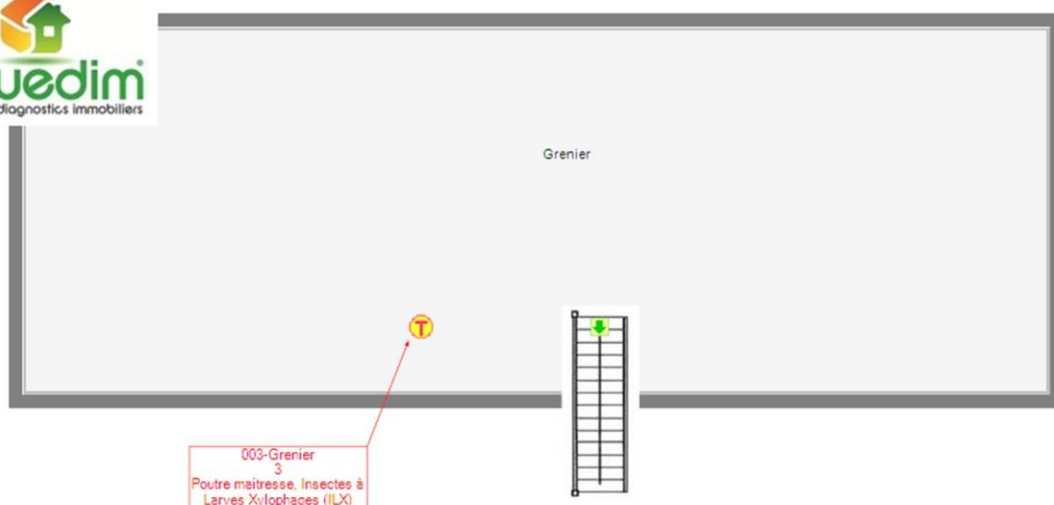 uedim
diagnostics immobiliers
Grenier
T
003-Grenier
3
Poutre maitresse, Insectes à
Larves Xylophages (ILX)